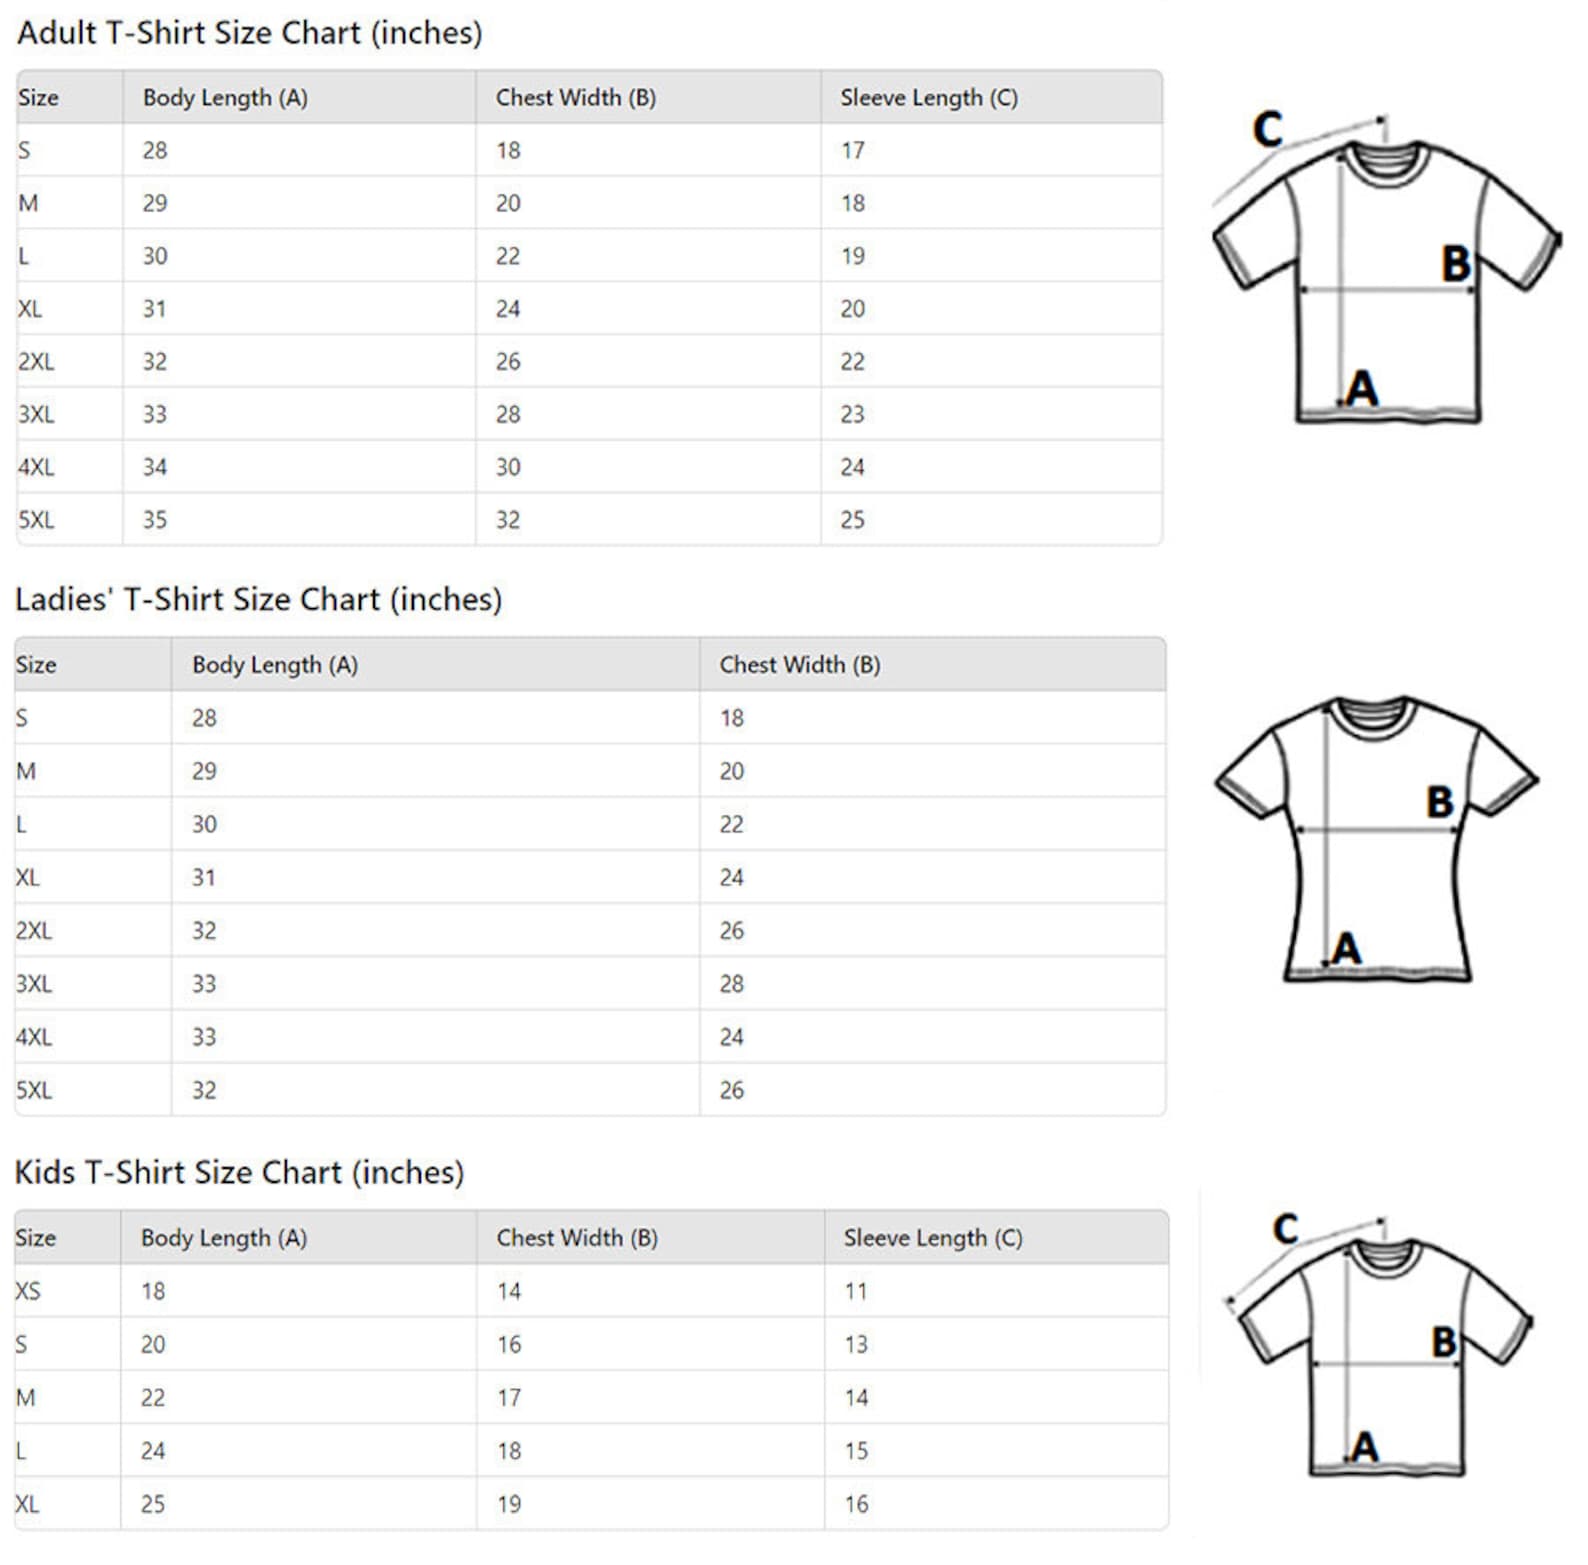 Adult T-Shirt Size Chart (inches)
Size Body Length (A) Chest Width (B) Sleeve Length (C)
S 28 18 17
M 29 20 18
L 30 22 19
XL 31 24 20
2XL 32 26 22
3XL 33 28 23
4XL 34 30 24
5XL 35 32 25
C
B
A
Ladies' T-Shirt Size Chart (inches)
Size Body Length (A) Chest Width (B)
S 28 18
M 29 20
L 30 22
XL 31 24
2XL 32 26
3XL 33 28
4XL 33 24
5XL 32 26
B
A
Kids T-Shirt Size Chart (inches)
Size Body Length (A) Chest Width (B) Sleeve Length (C)
XS 18 14 11
S 20 16 13
M 22 17 14
L 24 18 15
XL 25 19 16
C
B
A